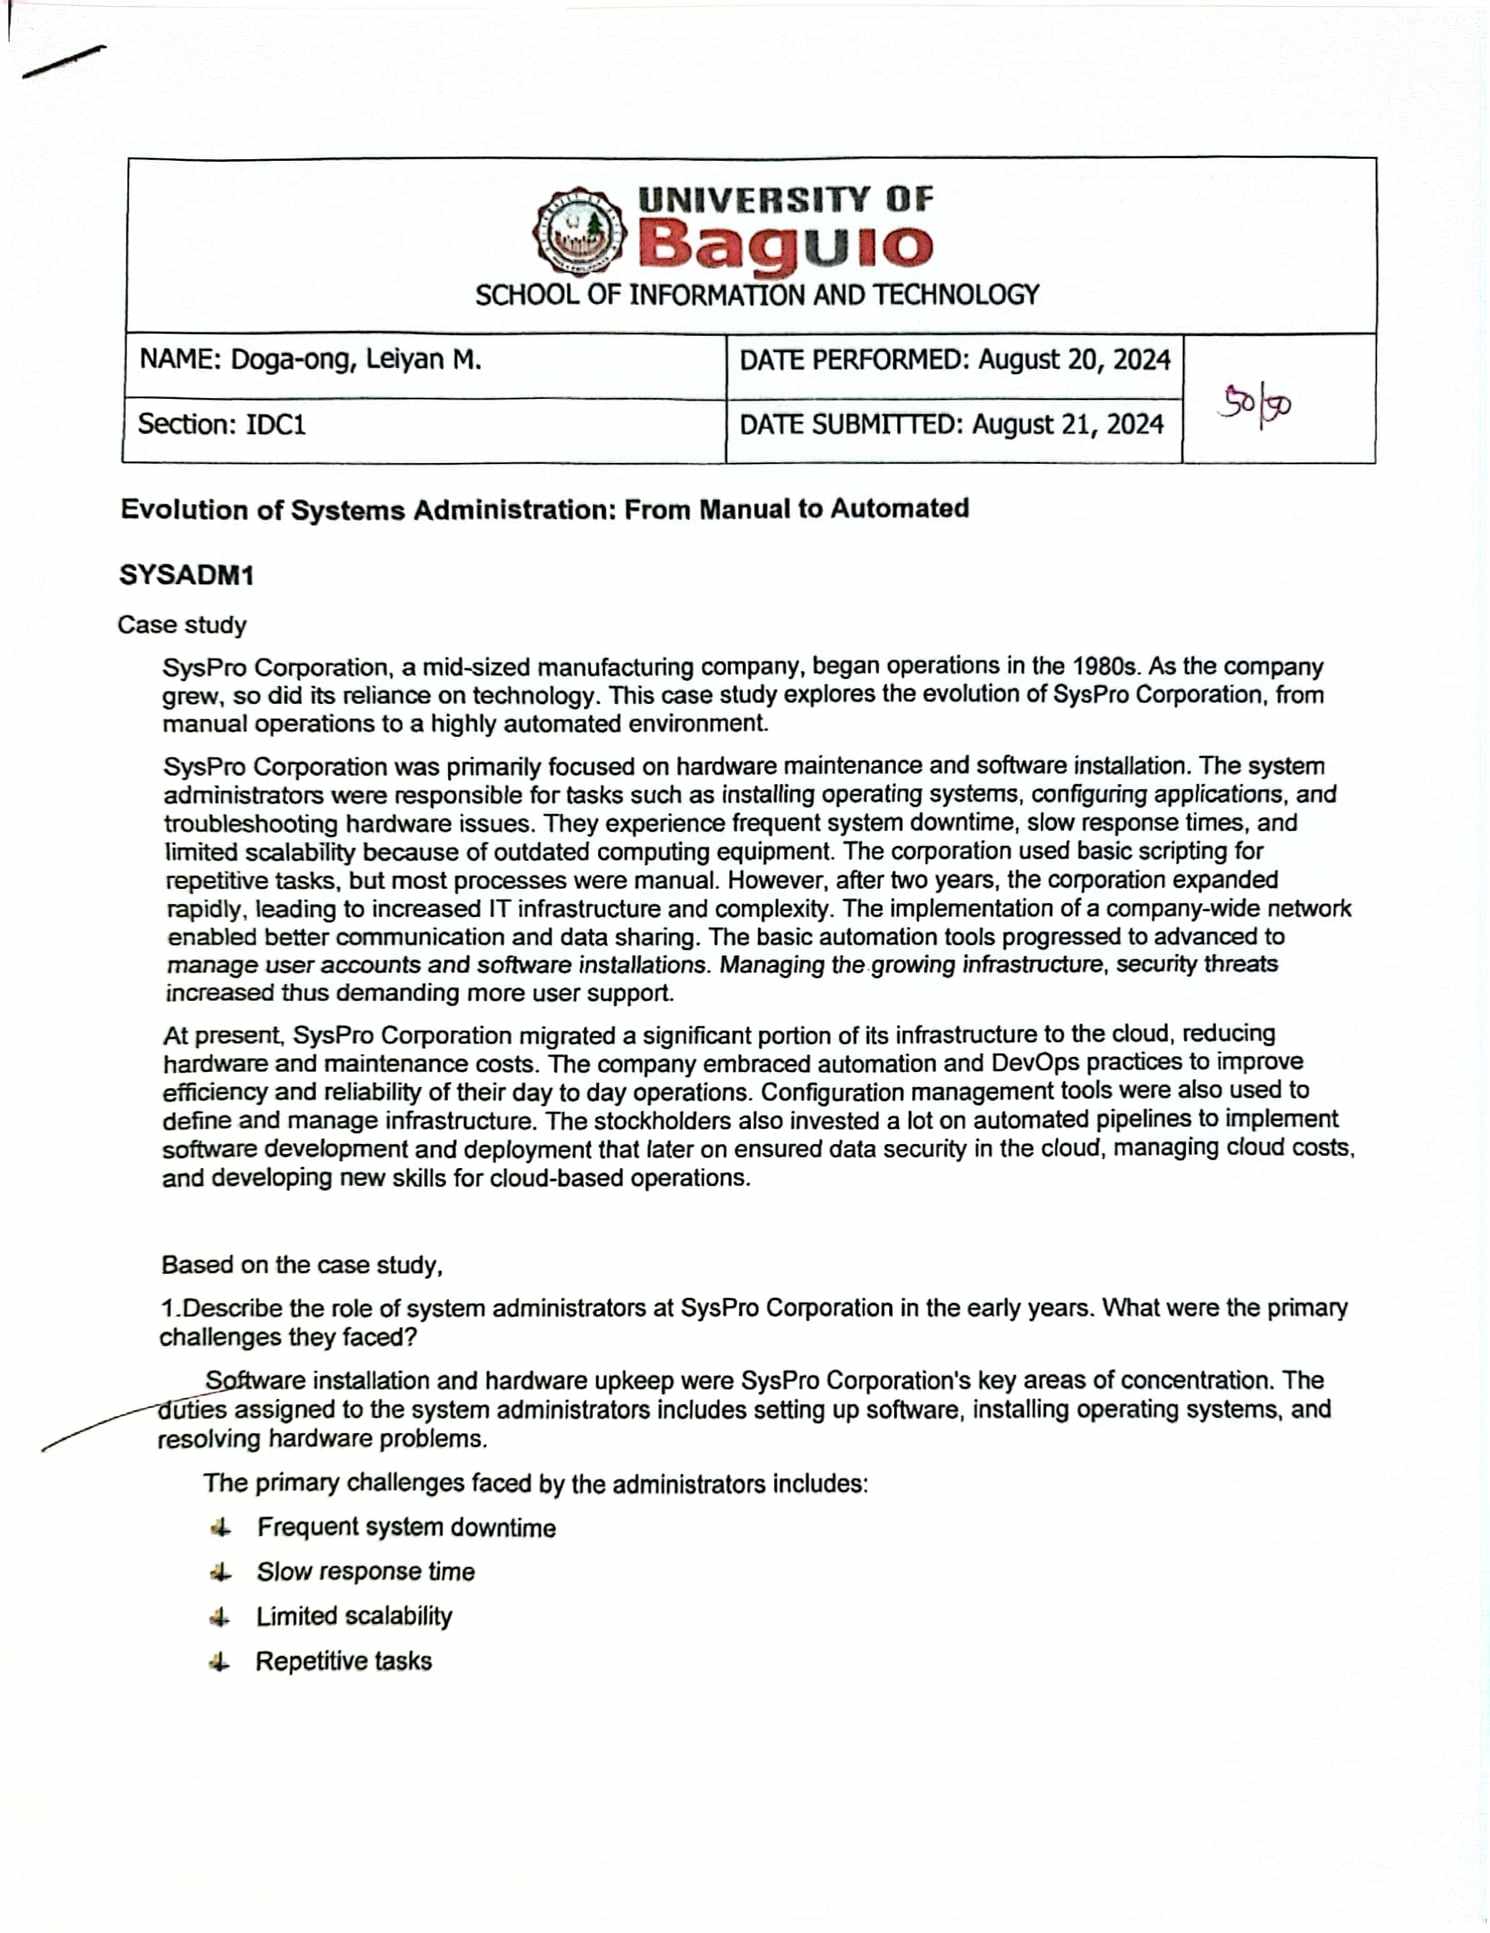 UNIVERSITY OF
Baguio
SCHOOL OF INFORMATION AND TECHNOLOGY
NAME: Doga-ong, Leiyan M.
DATE PERFORMED: August 20, 2024
50/50
Section: IDC1
DATE SUBMITTED: August 21, 2024
Evolution of Systems Administration: From Manual to Automated
SYSADM1
Case study
SysPro Corporation, a mid-sized manufacturing company, began operations in the 1980s. As the company
grew, so did its reliance on technology. This case study explores the evolution of SysPro Corporation, from
manual operations to a highly automated environment.
SysPro Corporation was primarily focused on hardware maintenance and software installation. The system
administrators were responsible for tasks such as installing operating systems, configuring applications, and
troubleshooting hardware issues. They experience frequent system downtime, slow response times, and
limited scalability because of outdated computing equipment. The corporation used basic scripting for
repetitive tasks, but most processes were manual. However, after two years, the corporation expanded
rapidly, leading to increased IT infrastructure and complexity. The implementation of a company-wide network
enabled better communication and data sharing. The basic automation tools progressed to advanced to
manage user accounts and software installations. Managing the growing infrastructure, security threats
increased thus demanding more user support.
At present, SysPro Corporation migrated a significant portion of its infrastructure to the cloud, reducing
hardware and maintenance costs. The company embraced automation and DevOps practices to improve
efficiency and reliability of their day to day operations. Configuration management tools were also used to
define and manage infrastructure. The stockholders also invested a lot on automated pipelines to implement
software development and deployment that later on ensured data security in the cloud, managing cloud costs,
and developing new skills for cloud-based operations.
Based on the case study,
1.Describe the role of system administrators at SysPro Corporation in the early years. What were the primary
challenges they faced?
Software installation and hardware upkeep were SysPro Corporation's key areas of concentration. The
duties assigned to the system administrators includes setting up software, installing operating systems, and
resolving hardware problems.
The primary challenges faced by the administrators includes:
Frequent system downtime
Slow response time
Limited scalability
Repetitive tasks